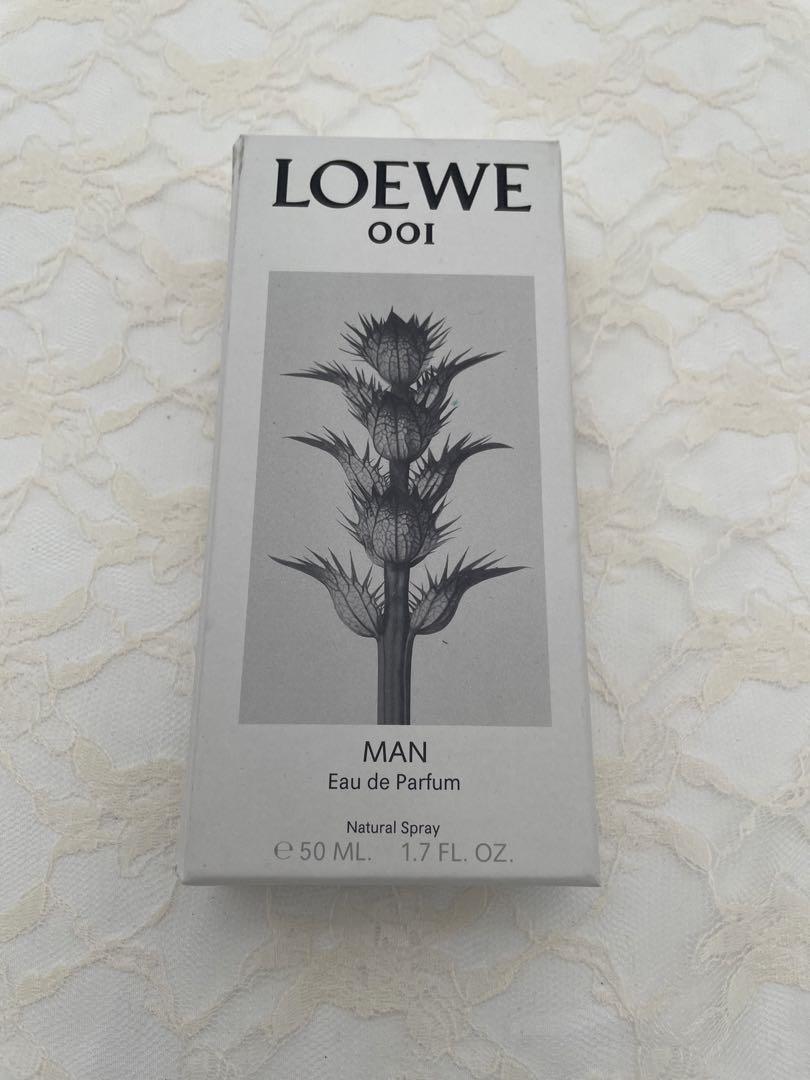 LOEWE
001
MAN
Eau de Parfum
Natural Spray
℮ 50 ML. 1.7 FL. OZ.